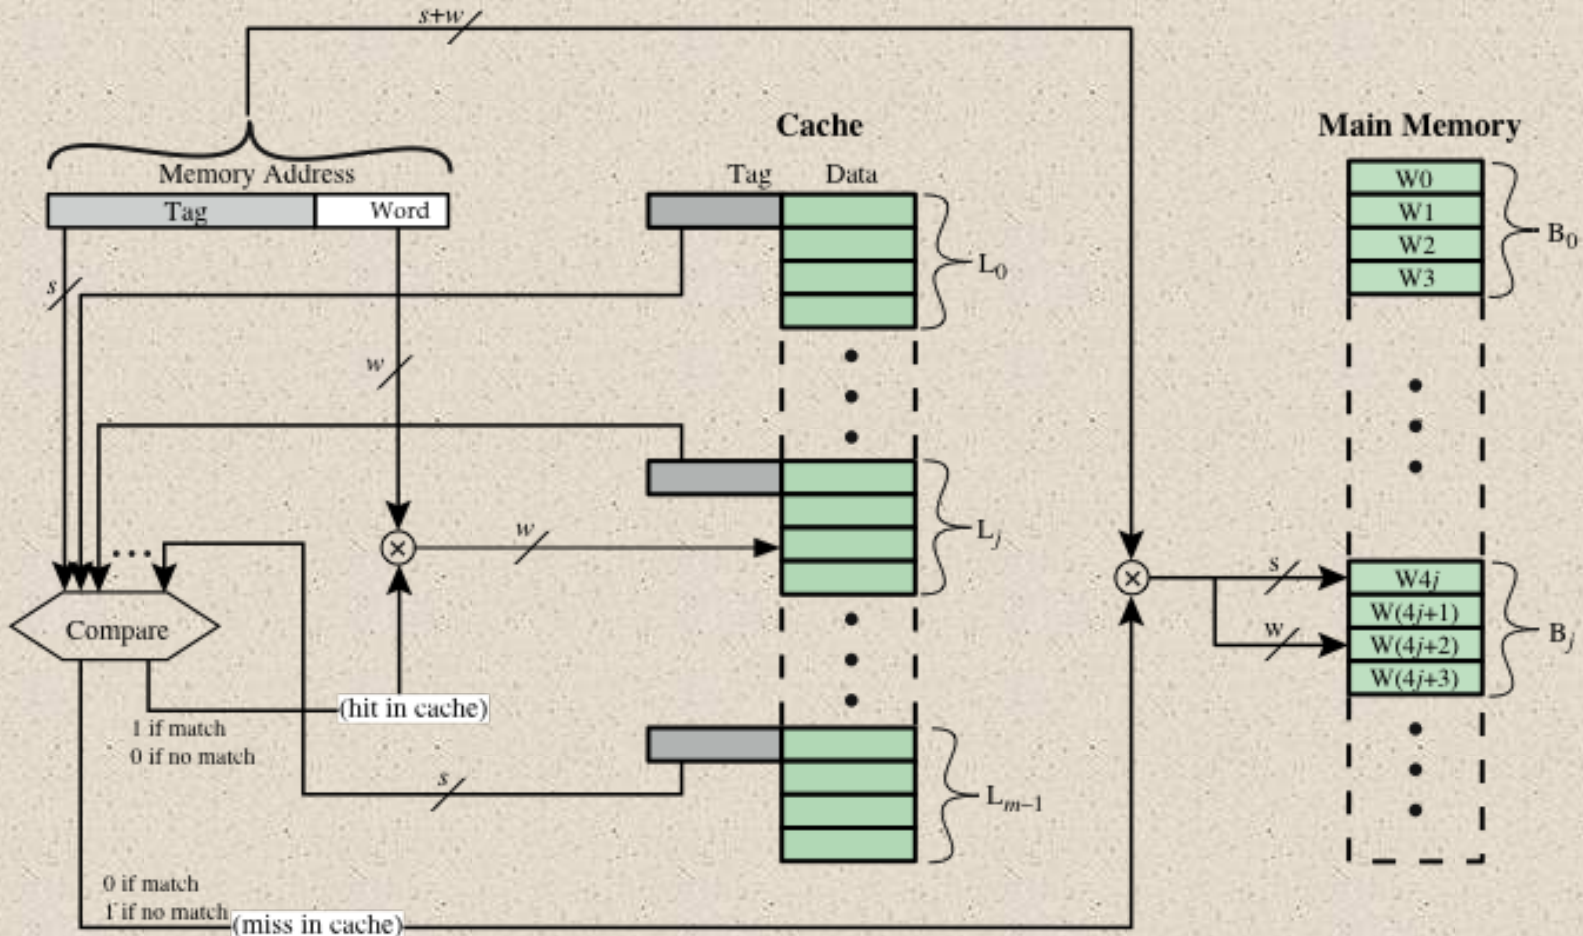 s+w
Cache
Main Memory
Memory Address
Tag Data
Tag Word
W0
W1
W2
W3
B0
L0
s
w
w
Lj
s
w
W4j
W(4j+1)
W(4j+2)
W(4j+3)
Bj
Compare
(hit in cache)
1 if match
0 if no match
s
Lm–1
0 if match
1 if no match
(miss in cache)